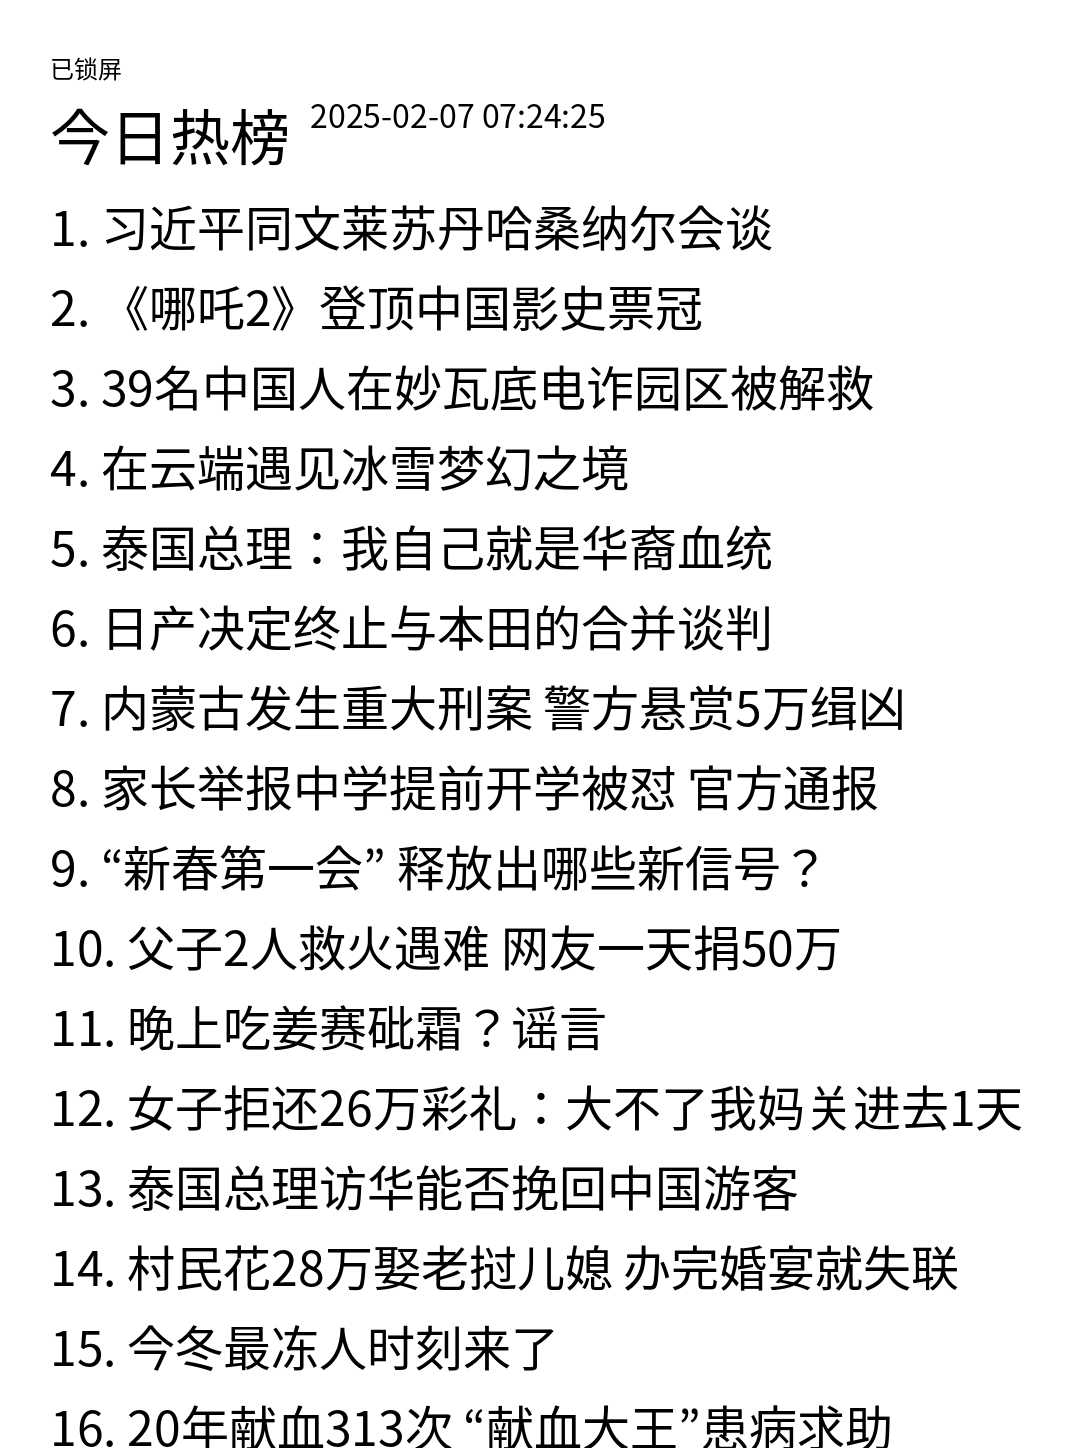 已锁屏
今日热榜 2025-02-07 07:24:25
1. 习近平同文莱苏丹哈桑纳尔会谈
2. 《哪吒2》登顶中国影史票冠
3. 39名中国人在妙瓦底电诈园区被解救
4. 在云端遇见冰雪梦幻之境
5. 泰国总理：我自己就是华裔血统
6. 日产决定终止与本田的合并谈判
7. 内蒙古发生重大刑案 警方悬赏5万缉凶
8. 家长举报中学提前开学被怼 官方通报
9. “新春第一会” 释放出哪些新信号？
10. 父子2人救火遇难 网友一天捐50万
11. 晚上吃姜赛砒霜？谣言
12. 女子拒还26万彩礼：大不了我妈关进去1天
13. 泰国总理访华能否挽回中国游客
14. 村民花28万娶老挝儿媳 办完婚宴就失联
15. 今冬最冻人时刻来了
16. 20年献血313次 “献血大王”患病求助